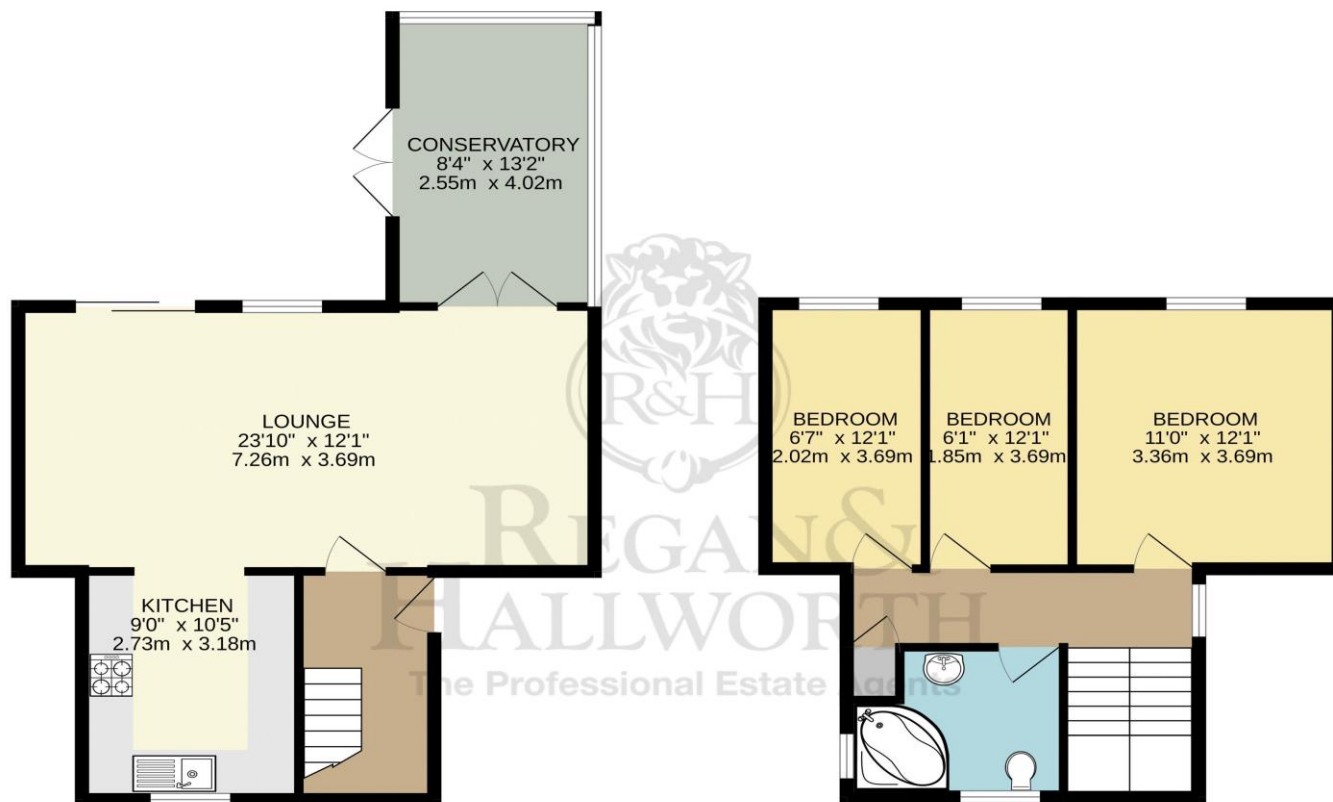 CONSERVATORY
8'4" x 13'2"
2.55m x 4.02m
LOUNGE
23'10" x 12'1"
7.26m x 3.69m
KITCHEN
9'0" x 10'5"
2.73m x 3.18m
BEDROOM
6'7" x 12'1"
2.02m x 3.69m
BEDROOM
6'1" x 12'1"
1.85m x 3.69m
BEDROOM
11'0" x 12'1"
3.36m x 3.69m
R&H
REGAN &
HALLWORTH
The Professional Estate Agents